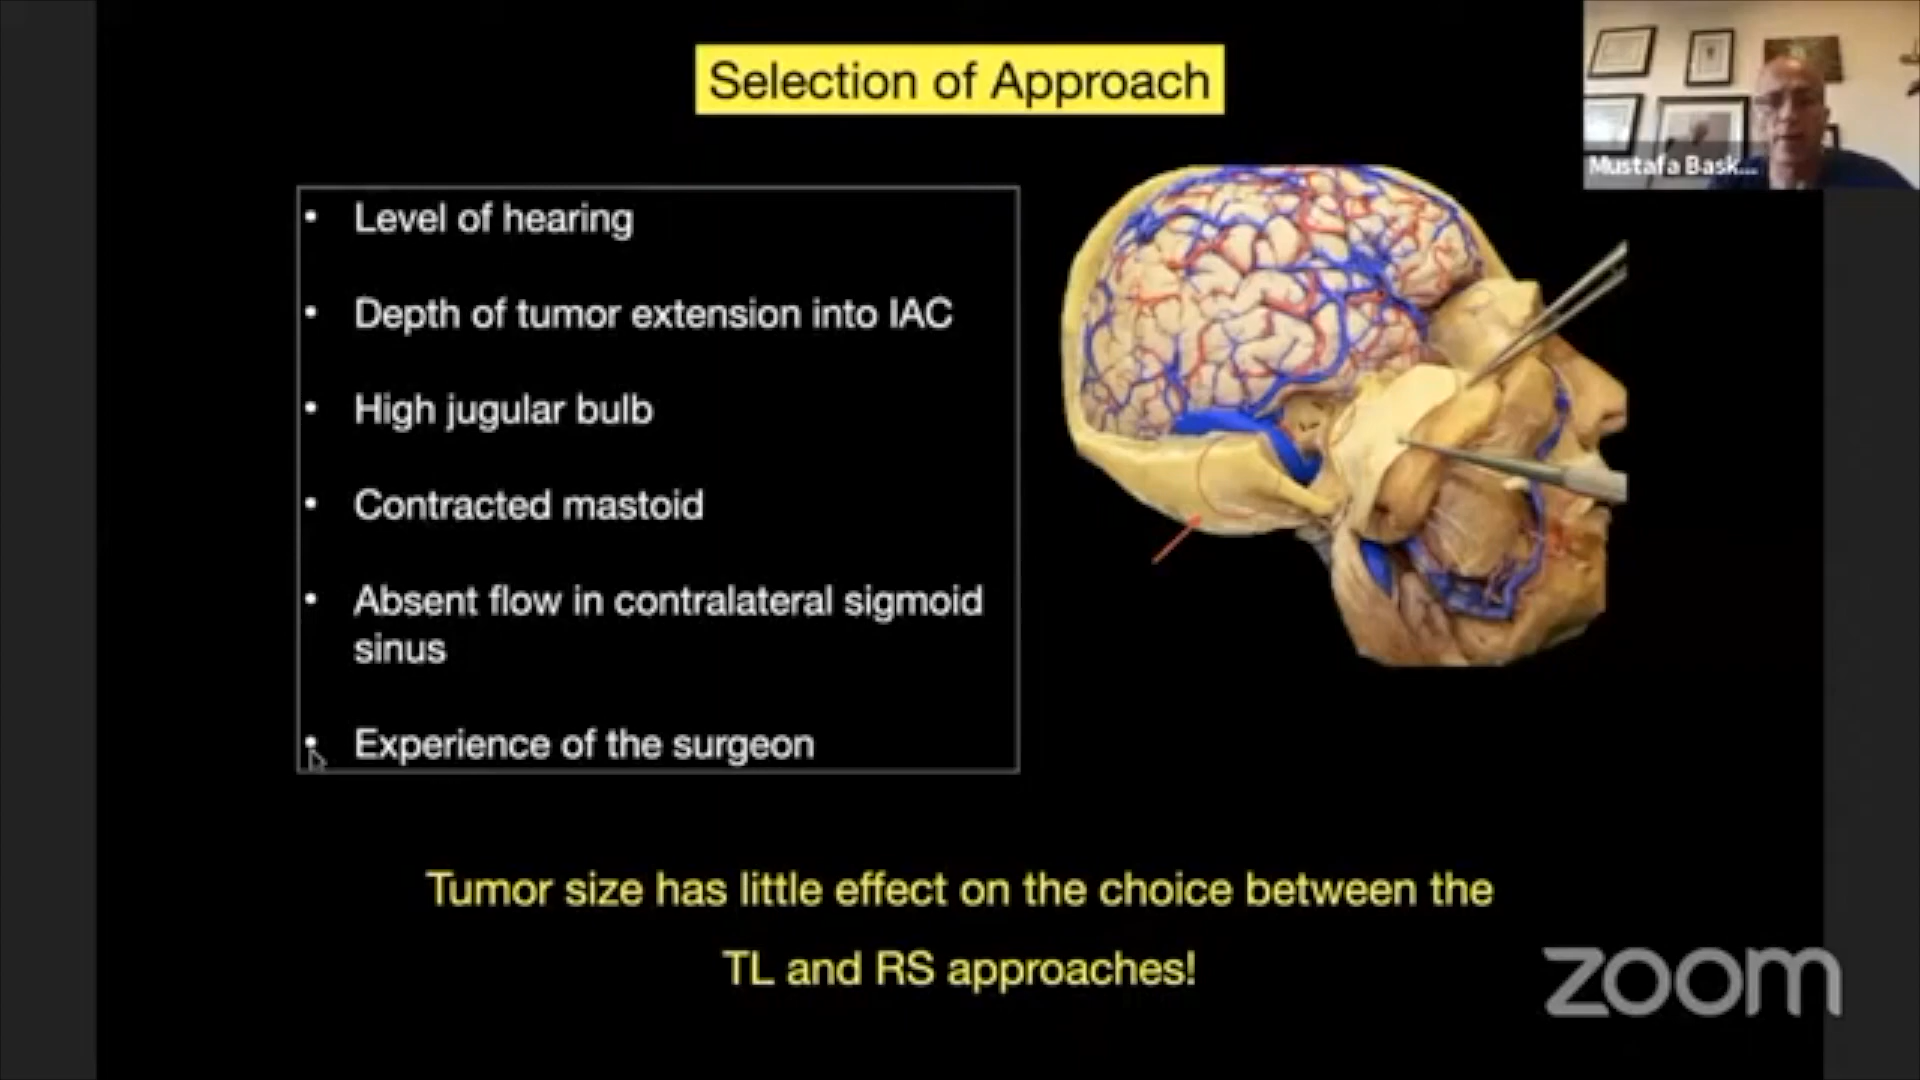 Selection of Approach
Mustafa Bask...
• Level of hearing
• Depth of tumor extension into IAC
• High jugular bulb
• Contracted mastoid
• Absent flow in contralateral sigmoid
sinus
• Experience of the surgeon
Tumor size has little effect on the choice between the
TL and RS approaches!
zoom